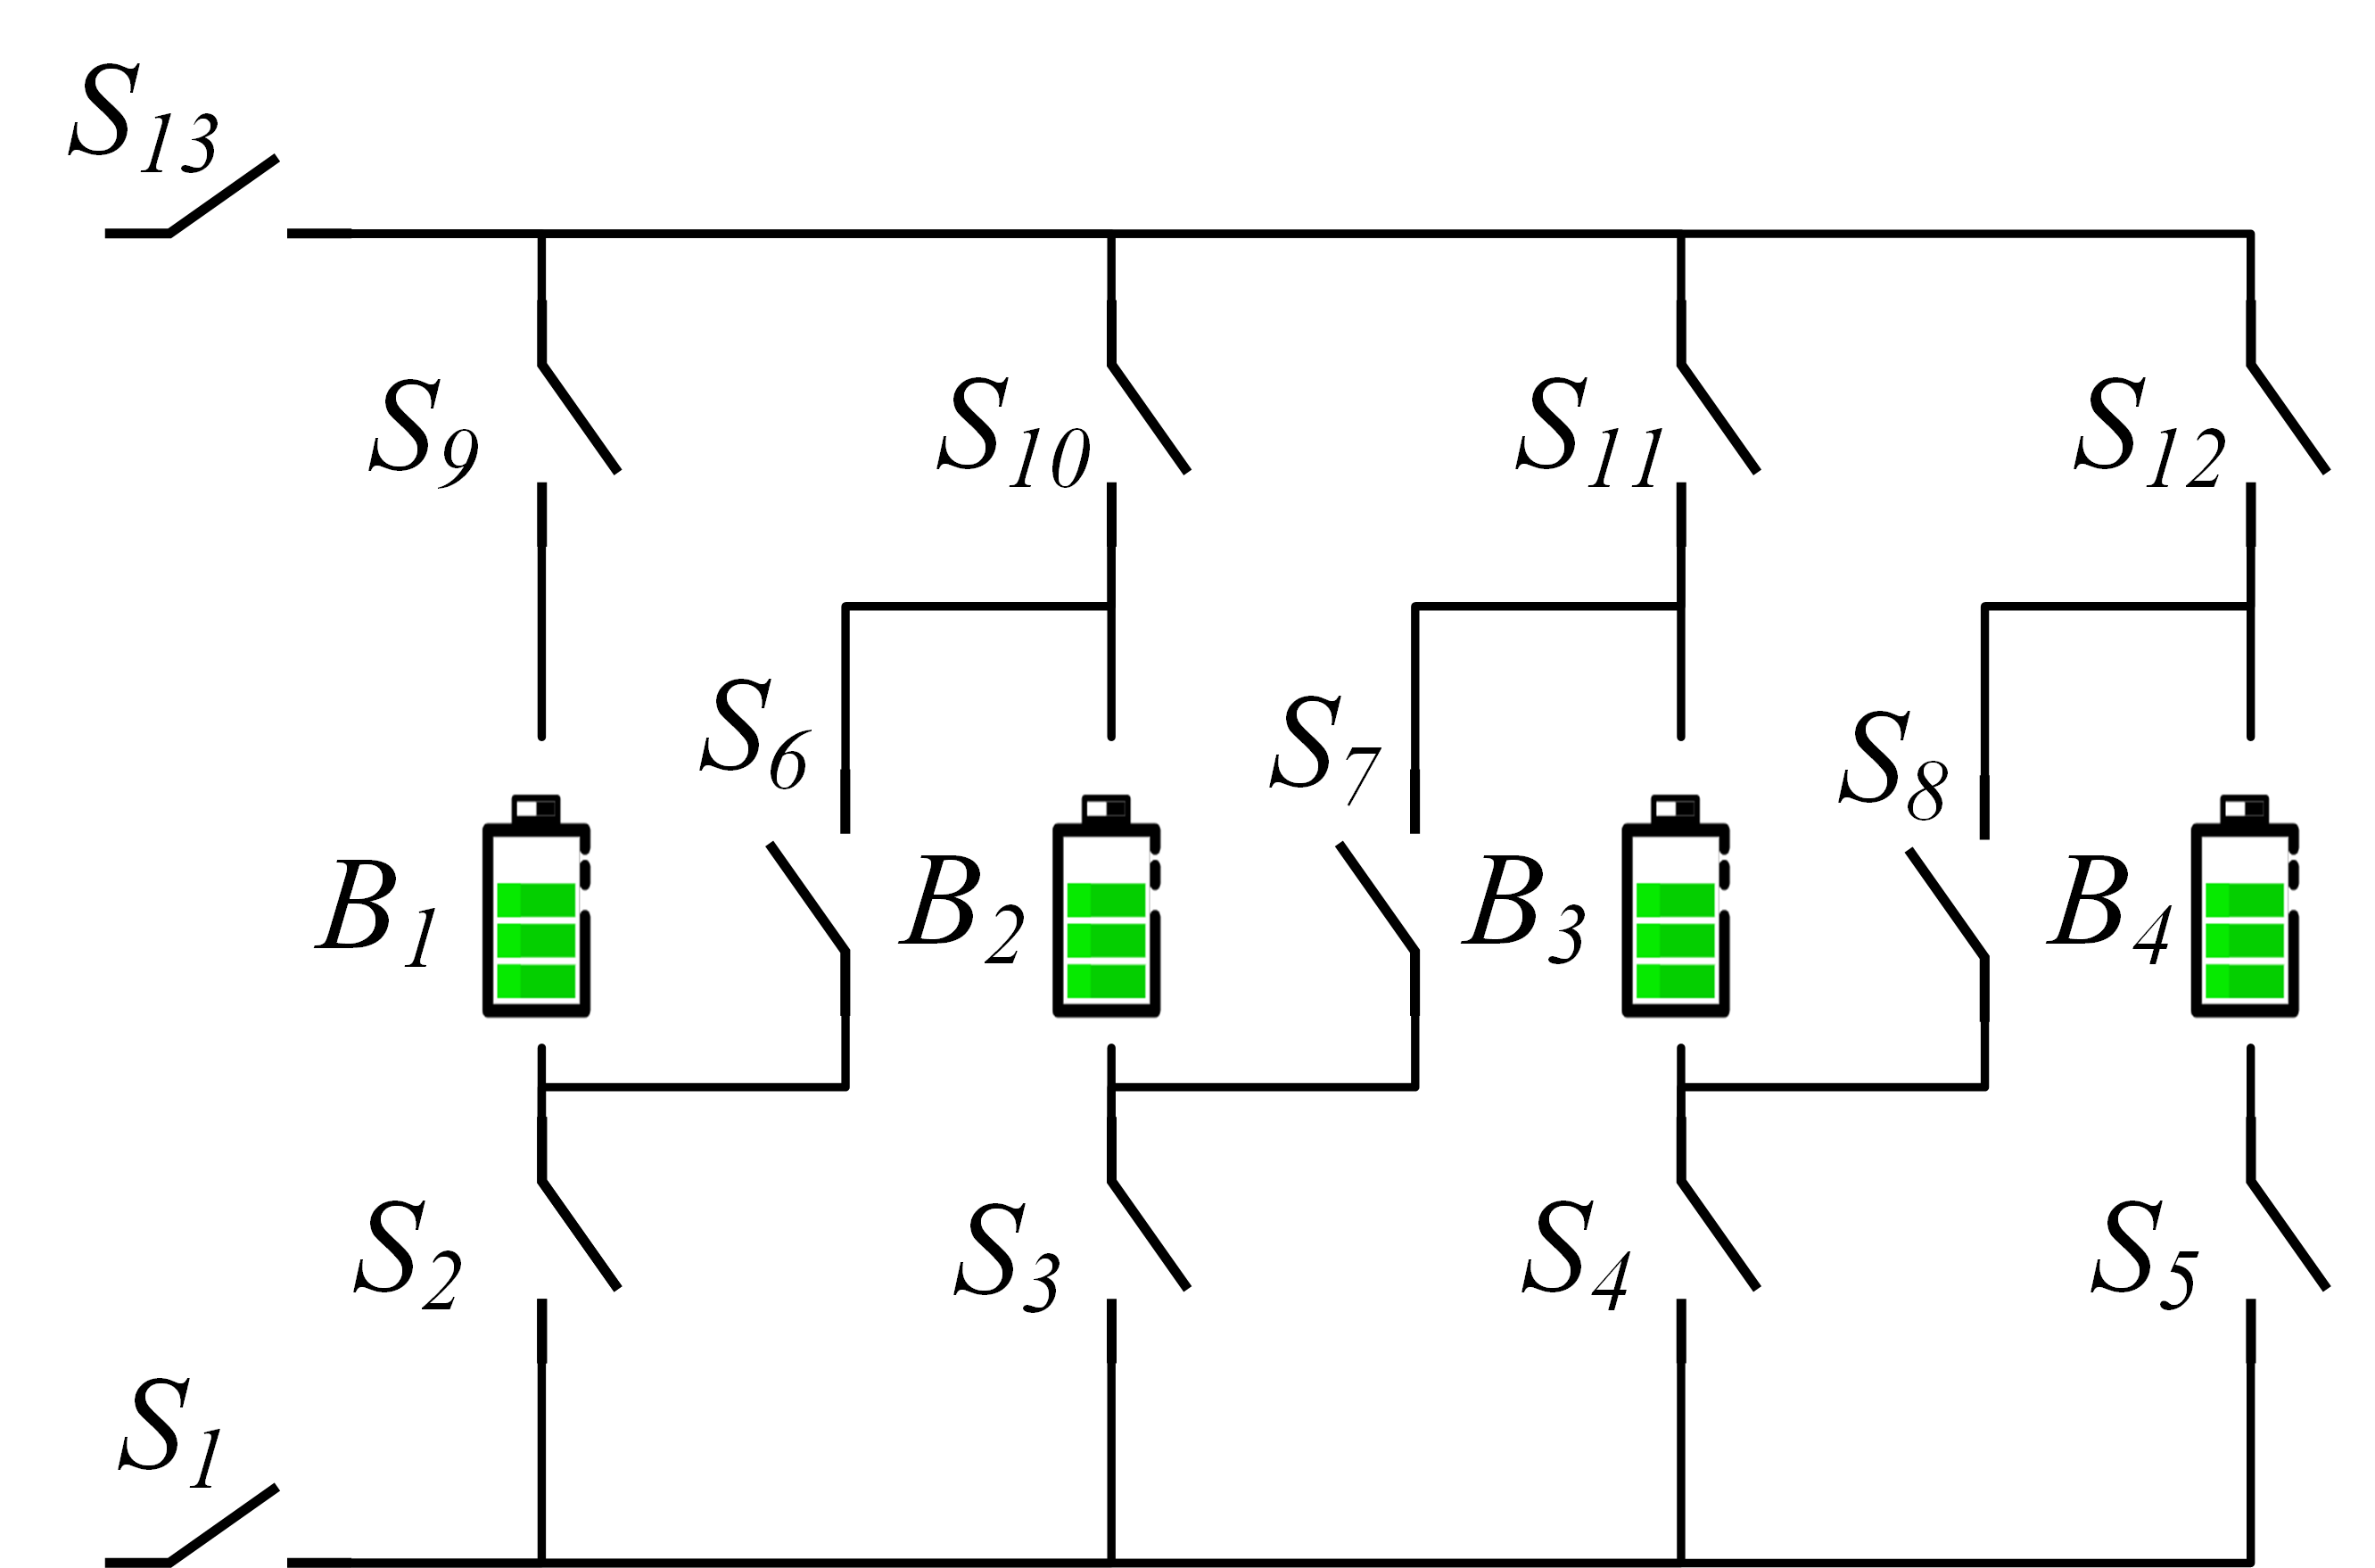 S13
S9 S10 S11 S12
S6 S7 S8
B1 B2 B3 B4
S2 S3 S4 S5
S1